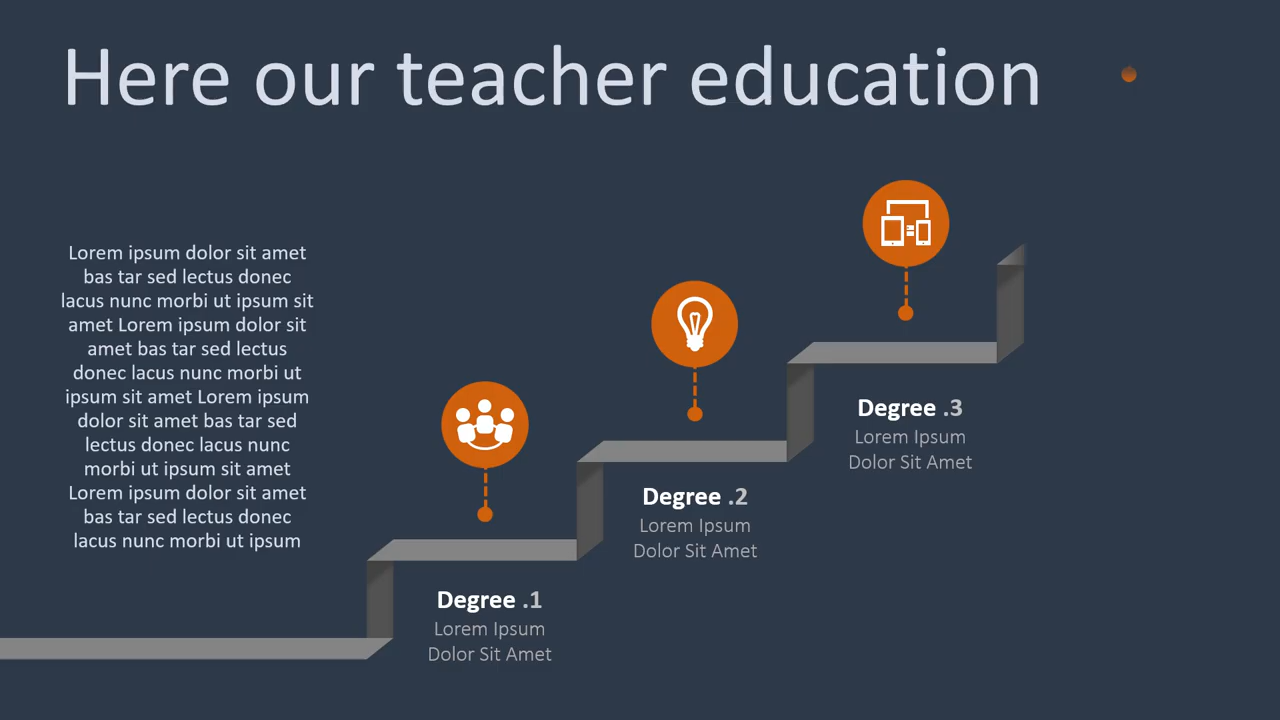 Here our teacher education
Lorem ipsum dolor sit amet
bas tar sed lectus donec
lacus nunc morbi ut ipsum sit
amet Lorem ipsum dolor sit
amet bas tar sed lectus
donec lacus nunc morbi ut
ipsum sit amet Lorem ipsum
dolor sit amet bas tar sed
lectus donec lacus nunc
morbi ut ipsum sit amet
Lorem ipsum dolor sit amet
bas tar sed lectus donec
lacus nunc morbi ut ipsum
Degree .1
Lorem Ipsum
Dolor Sit Amet
Degree .2
Lorem Ipsum
Dolor Sit Amet
Degree .3
Lorem Ipsum
Dolor Sit Amet